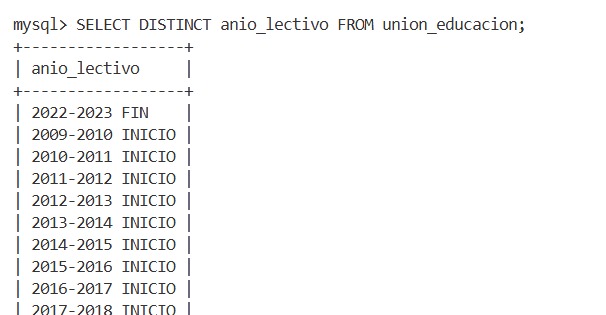 mysql> SELECT DISTINCT anio_lectivo FROM union_educacion;
+------------------+
| anio_lectivo     |
+------------------+
| 2022-2023 FIN    |
| 2009-2010 INICIO |
| 2010-2011 INICIO |
| 2011-2012 INICIO |
| 2012-2013 INICIO |
| 2013-2014 INICIO |
| 2014-2015 INICIO |
| 2015-2016 INICIO |
| 2016-2017 INICIO |
| 2017-2018 INICIO |